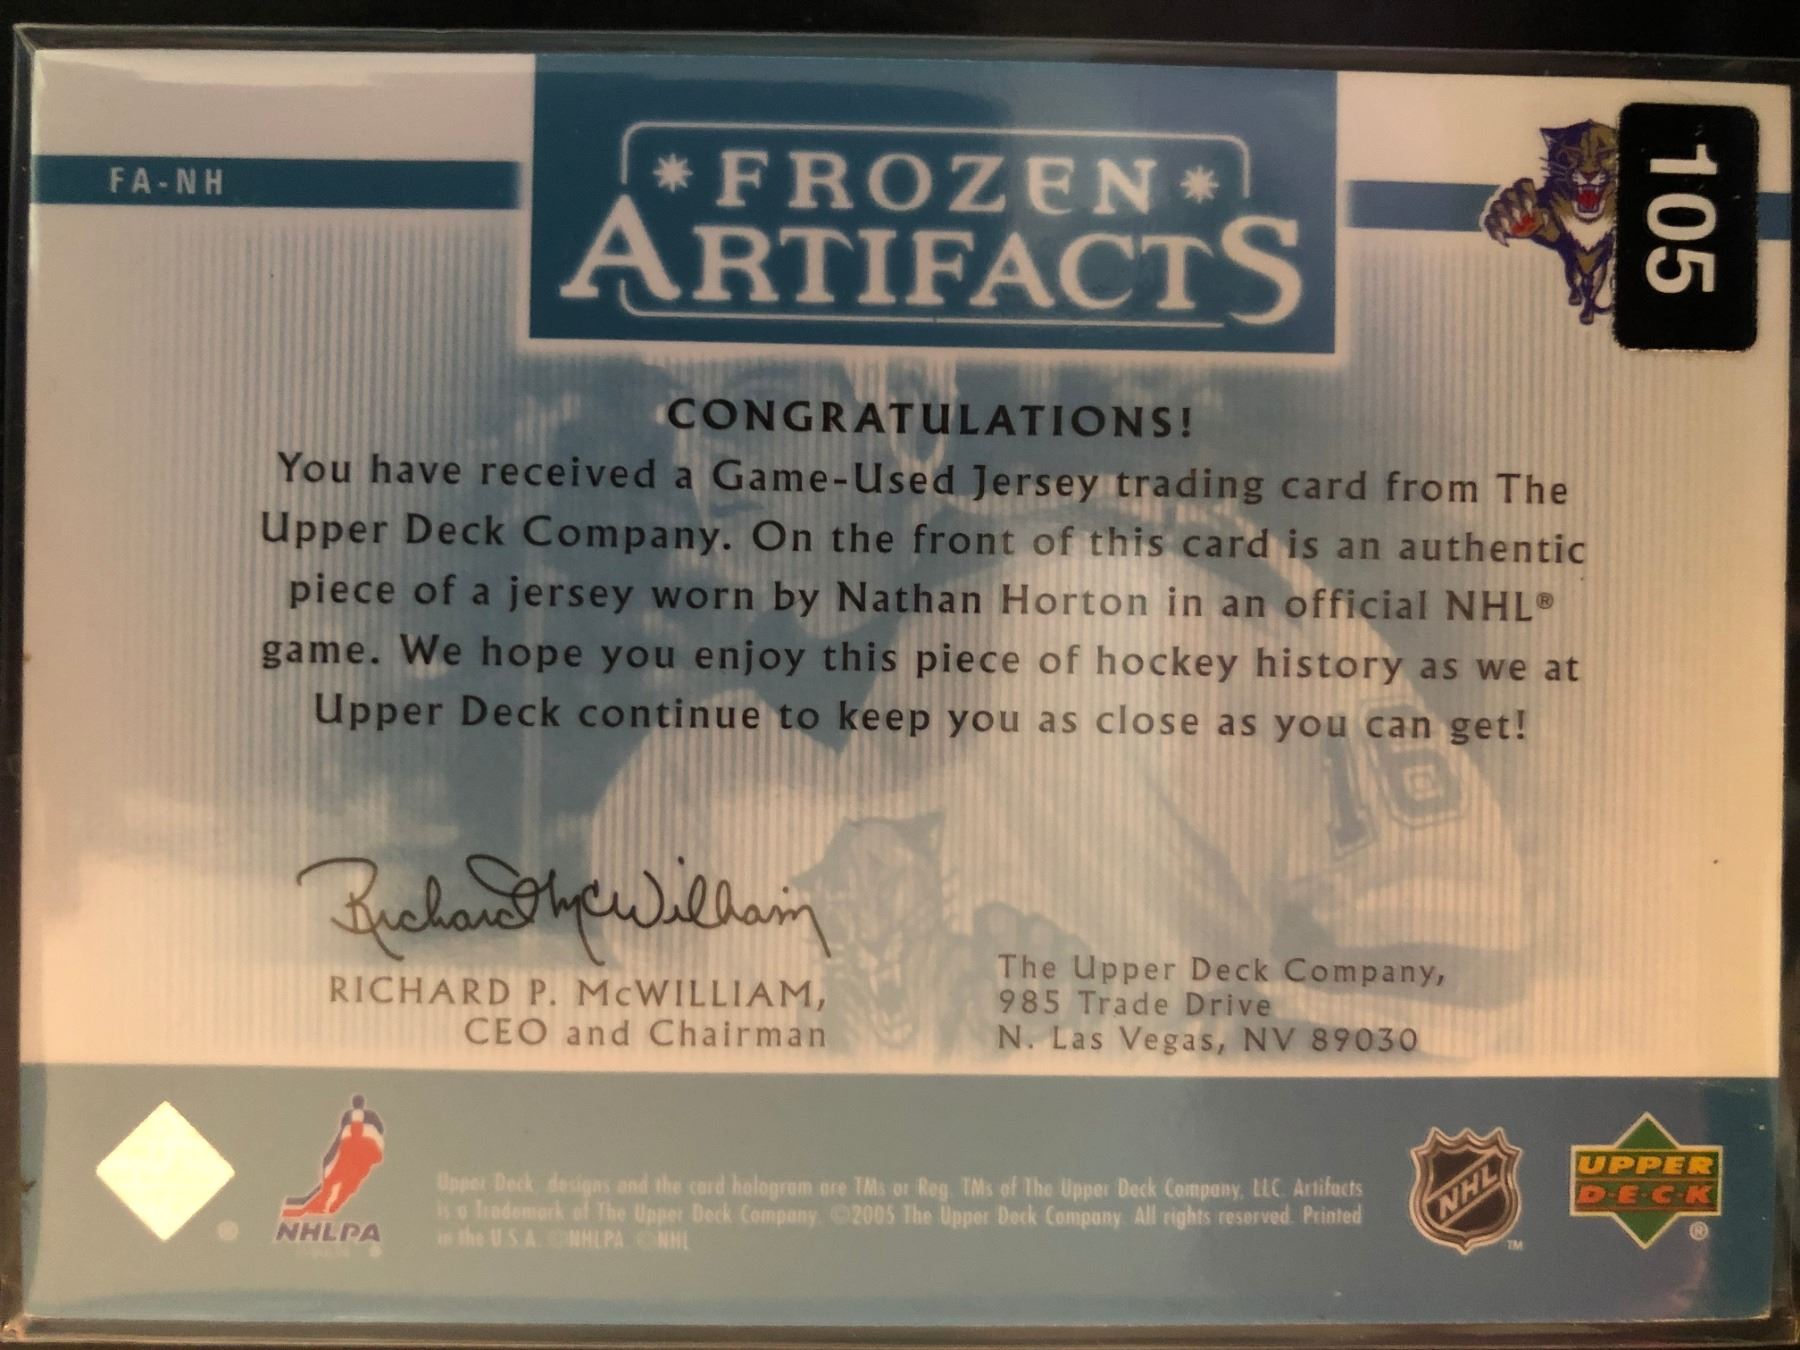 FA-NH
FROZEN
ARTIFACTS
105
CONGRATULATIONS!
You have received a Game-Used Jersey trading card from The
Upper Deck Company. On the front of this card is an authentic
piece of a jersey worn by Nathan Horton in an official NHL®
game. We hope you enjoy this piece of hockey history as we at
Upper Deck continue to keep you as close as you can get!
16
Richard McWilliam
RICHARD P. McWILLIAM,
CEO and Chairman
The Upper Deck Company,
985 Trade Drive
N. Las Vegas, NV 89030
NHLPA
Upper Deck, designs and the card hologram are TMs or Reg. TMs of The Upper Deck Company, LLC. Artifacts
is a Trademark of The Upper Deck Company. ©2005 The Upper Deck Company. All rights reserved. Printed
in the U.S.A. ©NHLPA ©NHL
NHL
TM
UPPER
D·E·C·K
®